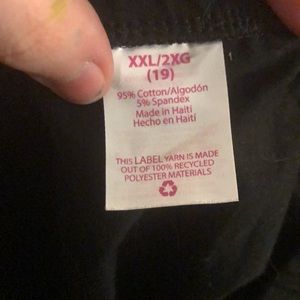 XXL/2XG
(19)
95% Cotton/Algodón
5% Spandex
Made in Haiti
Hecho en Haiti
THIS LABEL YARN IS MADE
OUT OF 100% RECYCLED
POLYESTER MATERIALS